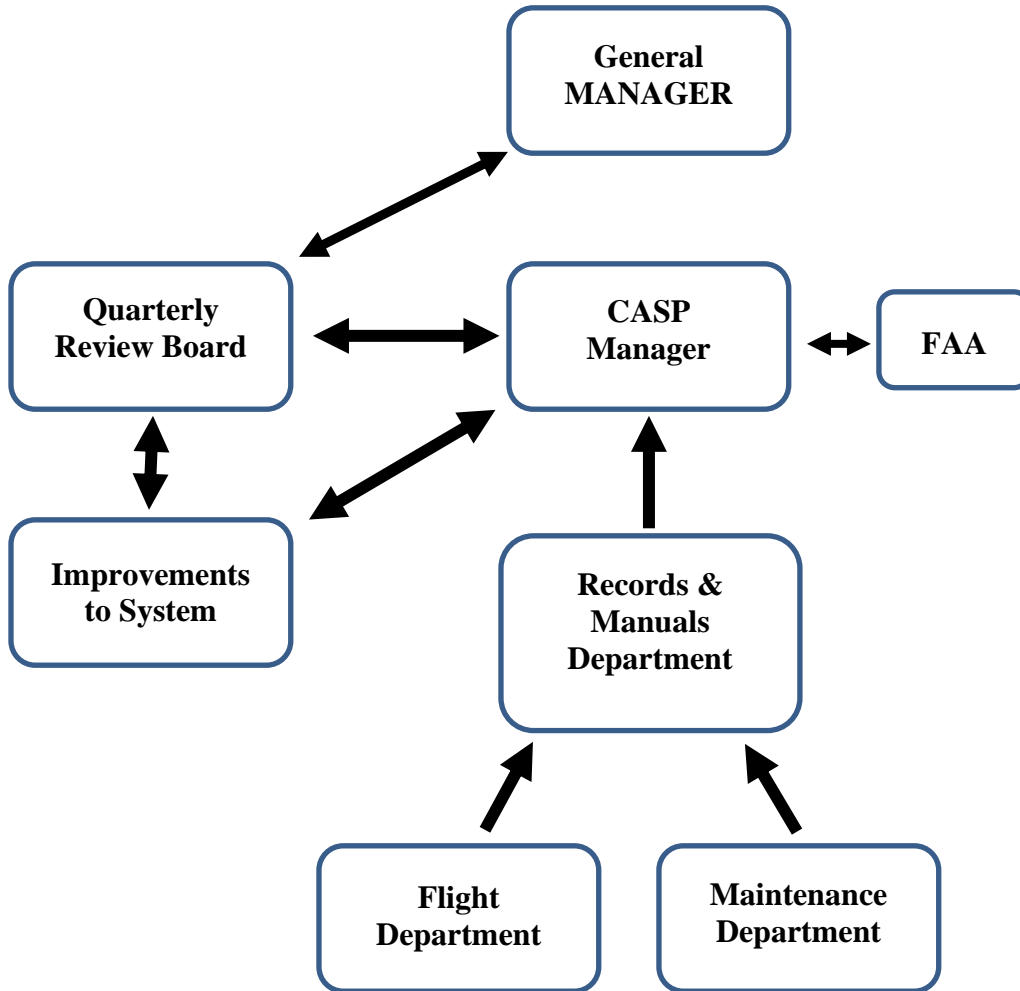 General
MANAGER
Quarterly
Review Board
CASP
Manager
FAA
Improvements
to System
Records &
Manuals
Department
Flight
Department
Maintenance
Department